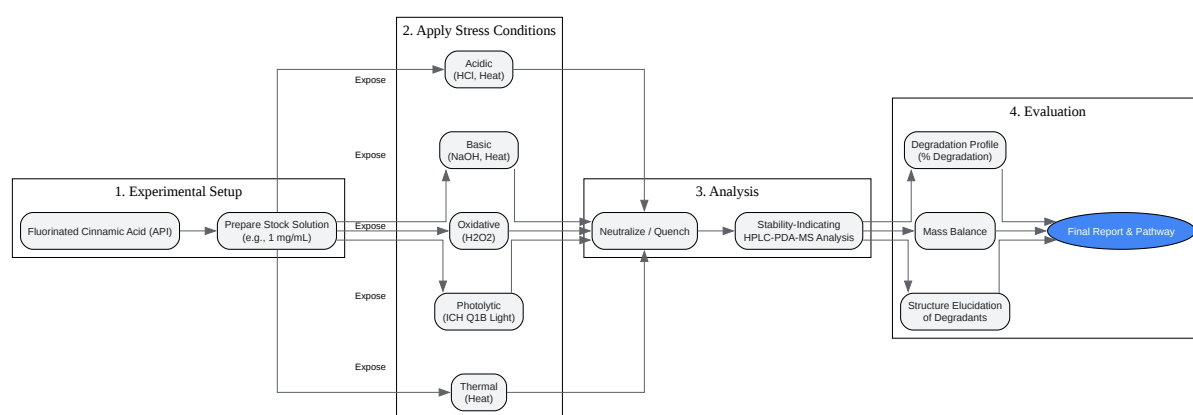 1. Experimental Setup
Fluorinated Cinnamic Acid (API)
Prepare Stock Solution
(e.g., 1 mg/mL)
Expose
Expose
Expose
Expose
Expose
2. Apply Stress Conditions
Acidic
(HCl, Heat)
Basic
(NaOH, Heat)
Oxidative
(H2O2)
Photolytic
(ICH Q1B Light)
Thermal
(Heat)
3. Analysis
Neutralize / Quench
Stability-Indicating
HPLC-PDA-MS Analysis
4. Evaluation
Degradation Profile
(% Degradation)
Mass Balance
Structure Elucidation
of Degradants
Final Report & Pathway